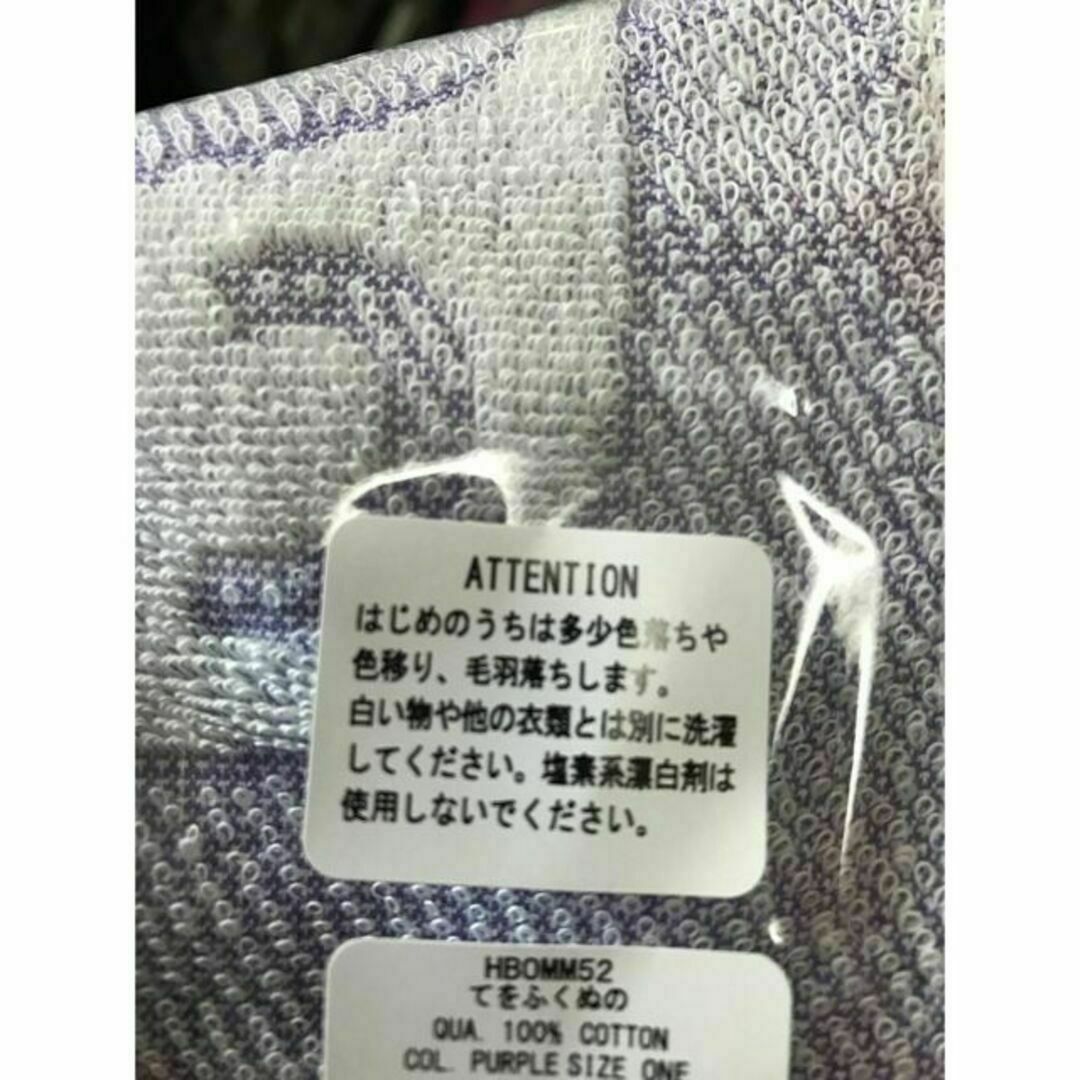 ATTENTION
はじめのうちは多少色落ちや
色移り、毛羽落ちします。
白い物や他の衣類とは別に洗濯
してください。塩素系漂白剤は
使用しないでください。
HBOMM52
てをふくぬの
QUA. 100% COTTON
COL. PURPLE SIZE ONE